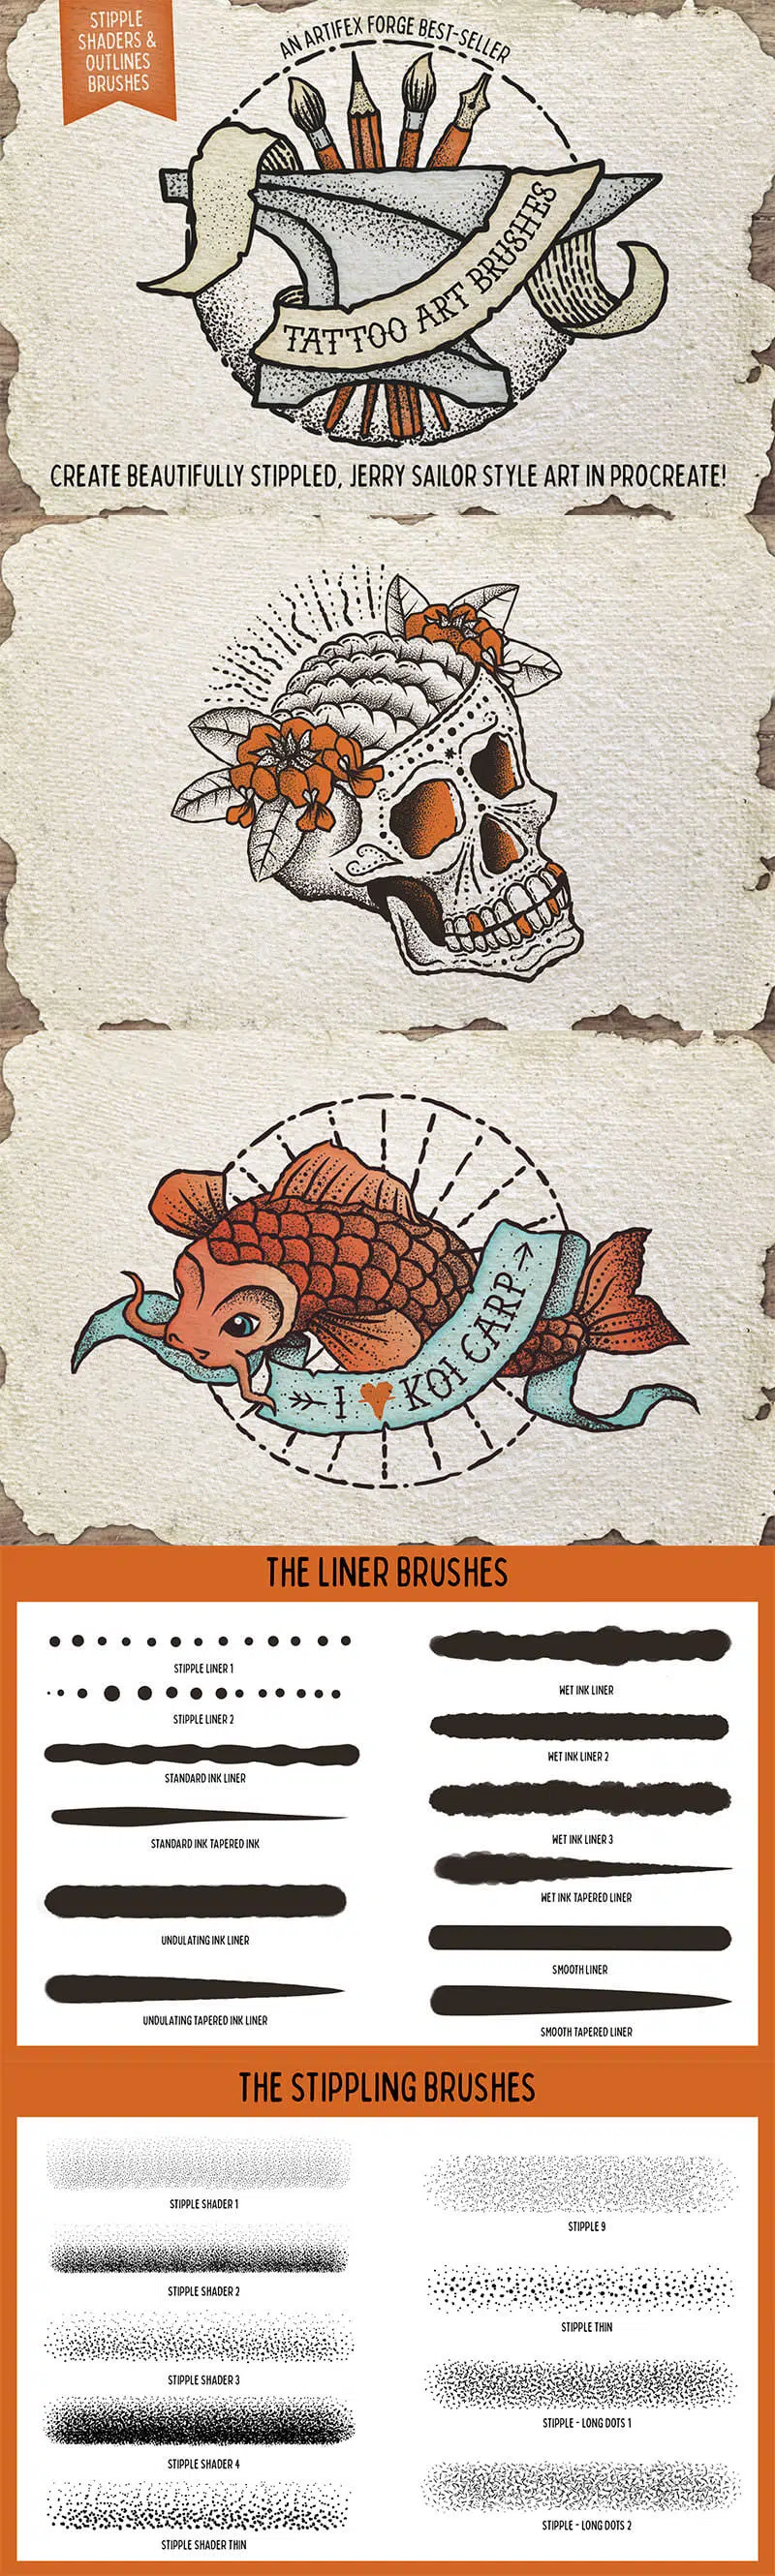 STIPPLE
SHADERS &
OUTLINES
BRUSHES
AN ARTIFEX FORGE BEST-SELLER
TATTOO ART BRUSHES
CREATE BEAUTIFULLY STIPPLED, JERRY SAILOR STYLE ART IN PROCREATE!
I KOI CARP
THE LINER BRUSHES
STIPPLE LINER 1
STIPPLE LINER 2
STANDARD INK LINER
STANDARD INK TAPERED INK
UNDULATING INK LINER
UNDULATING TAPERED INK LINER
WET INK LINER
WET INK LINER 2
WET INK LINER 3
WET INK TAPERED LINER
SMOOTH LINER
SMOOTH TAPERED LINER
THE STIPPLING BRUSHES
STIPPLE SHADER 1
STIPPLE SHADER 2
STIPPLE SHADER 3
STIPPLE SHADER 4
STIPPLE SHADER THIN
STIPPLE 9
STIPPLE THIN
STIPPLE - LONG DOTS 1
STIPPLE - LONG DOTS 2